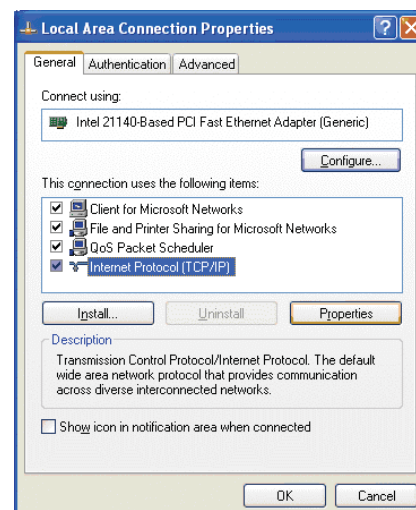 Local Area Connection Properties
General Authentication Advanced
Connect using:
Intel 21140-Based PCI Fast Ethernet Adapter (Generic)
Configure...
This connection uses the following items:
Client for Microsoft Networks
File and Printer Sharing for Microsoft Networks
QoS Packet Scheduler
Internet Protocol (TCP/IP)
Install... Uninstall Properties
Description
Transmission Control Protocol/Internet Protocol. The default
wide area network protocol that provides communication
across diverse interconnected networks.
Show icon in notification area when connected
OK Cancel